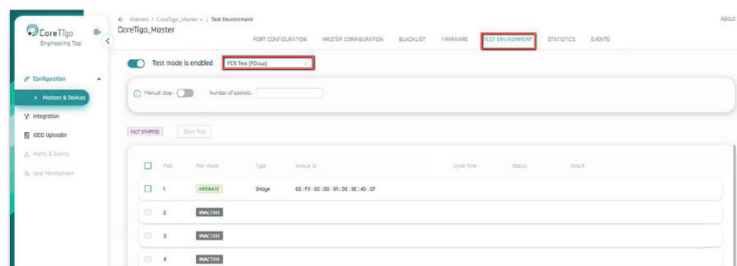 ← Masters / CoreTigo_Master ∨ / Test Environment
About
CoreTigo
Engineering Tool
CoreTigo_Master
PORT CONFIGURATION MASTER CONFIGURATION BLACKLIST FIRMWARE TEST ENVIRONMENT STATISTICS EVENTS
Test mode is enabled
PER Test (PDout)
Configuration
Masters & Devices
Integration
IODD Uploader
Alerts & Events
User Managment
Manual stop:
Number of packets:
NOT STARTED
Start Test
Port Port Mode Type Unique ID Cycle Time Status Result
1 OPERATE Bridge
2 INACTIVE
3 INACTIVE
4 INACTIVE